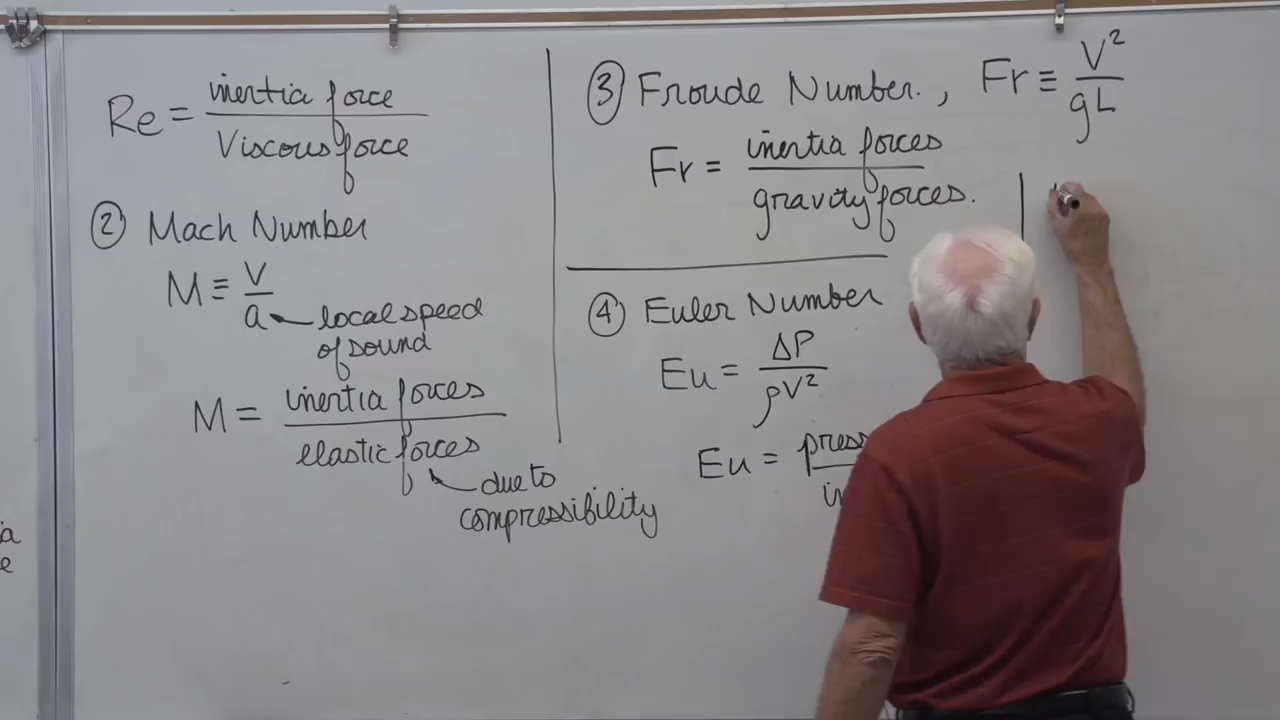 Re = inertia force / Viscous force
② Mach Number
M ≡ V / a
local speed
of sound
M = inertia forces / elastic forces
due to
compressibility
③ Froude Number. , Fr ≡ V² / gL
Fr = inertia forces / gravity forces.
④ Euler Number
Eu = ΔP / ρV²
Eu =
a
e